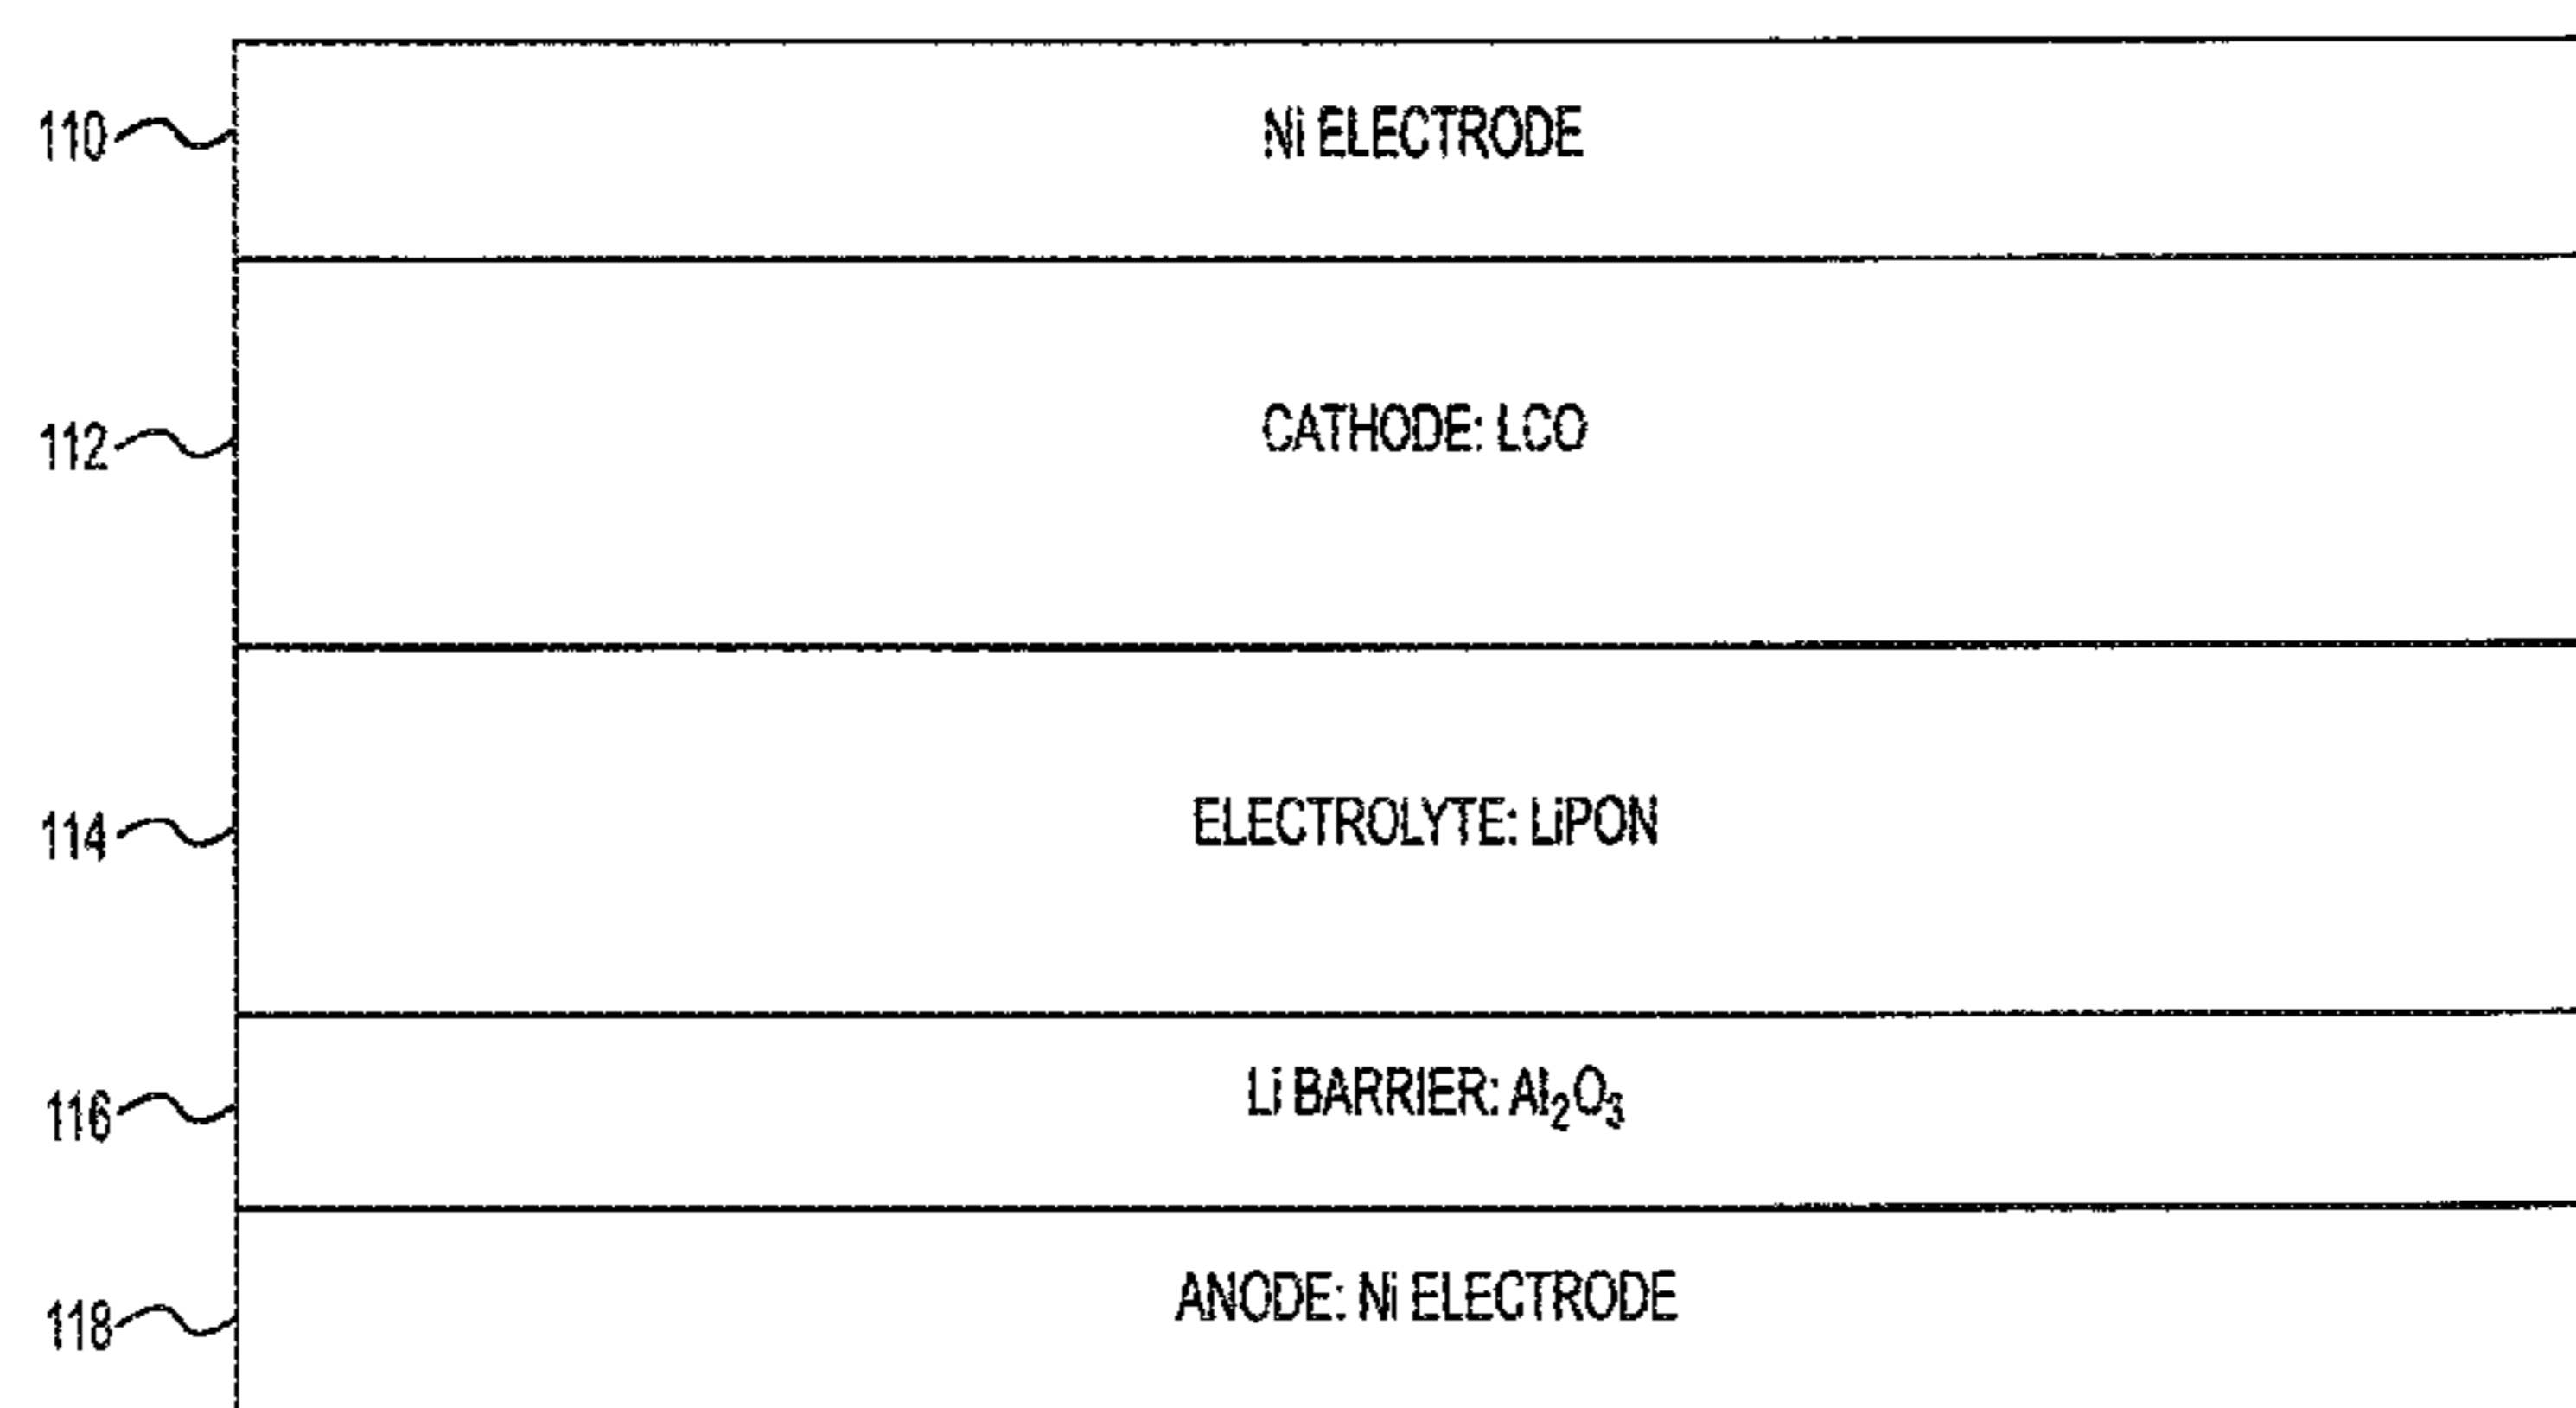 110 Ni ELECTRODE
112 CATHODE: LCO
114 ELECTROLYTE: LiPON
116 Li BARRIER: Al₂O₃
118 ANODE: Ni ELECTRODE